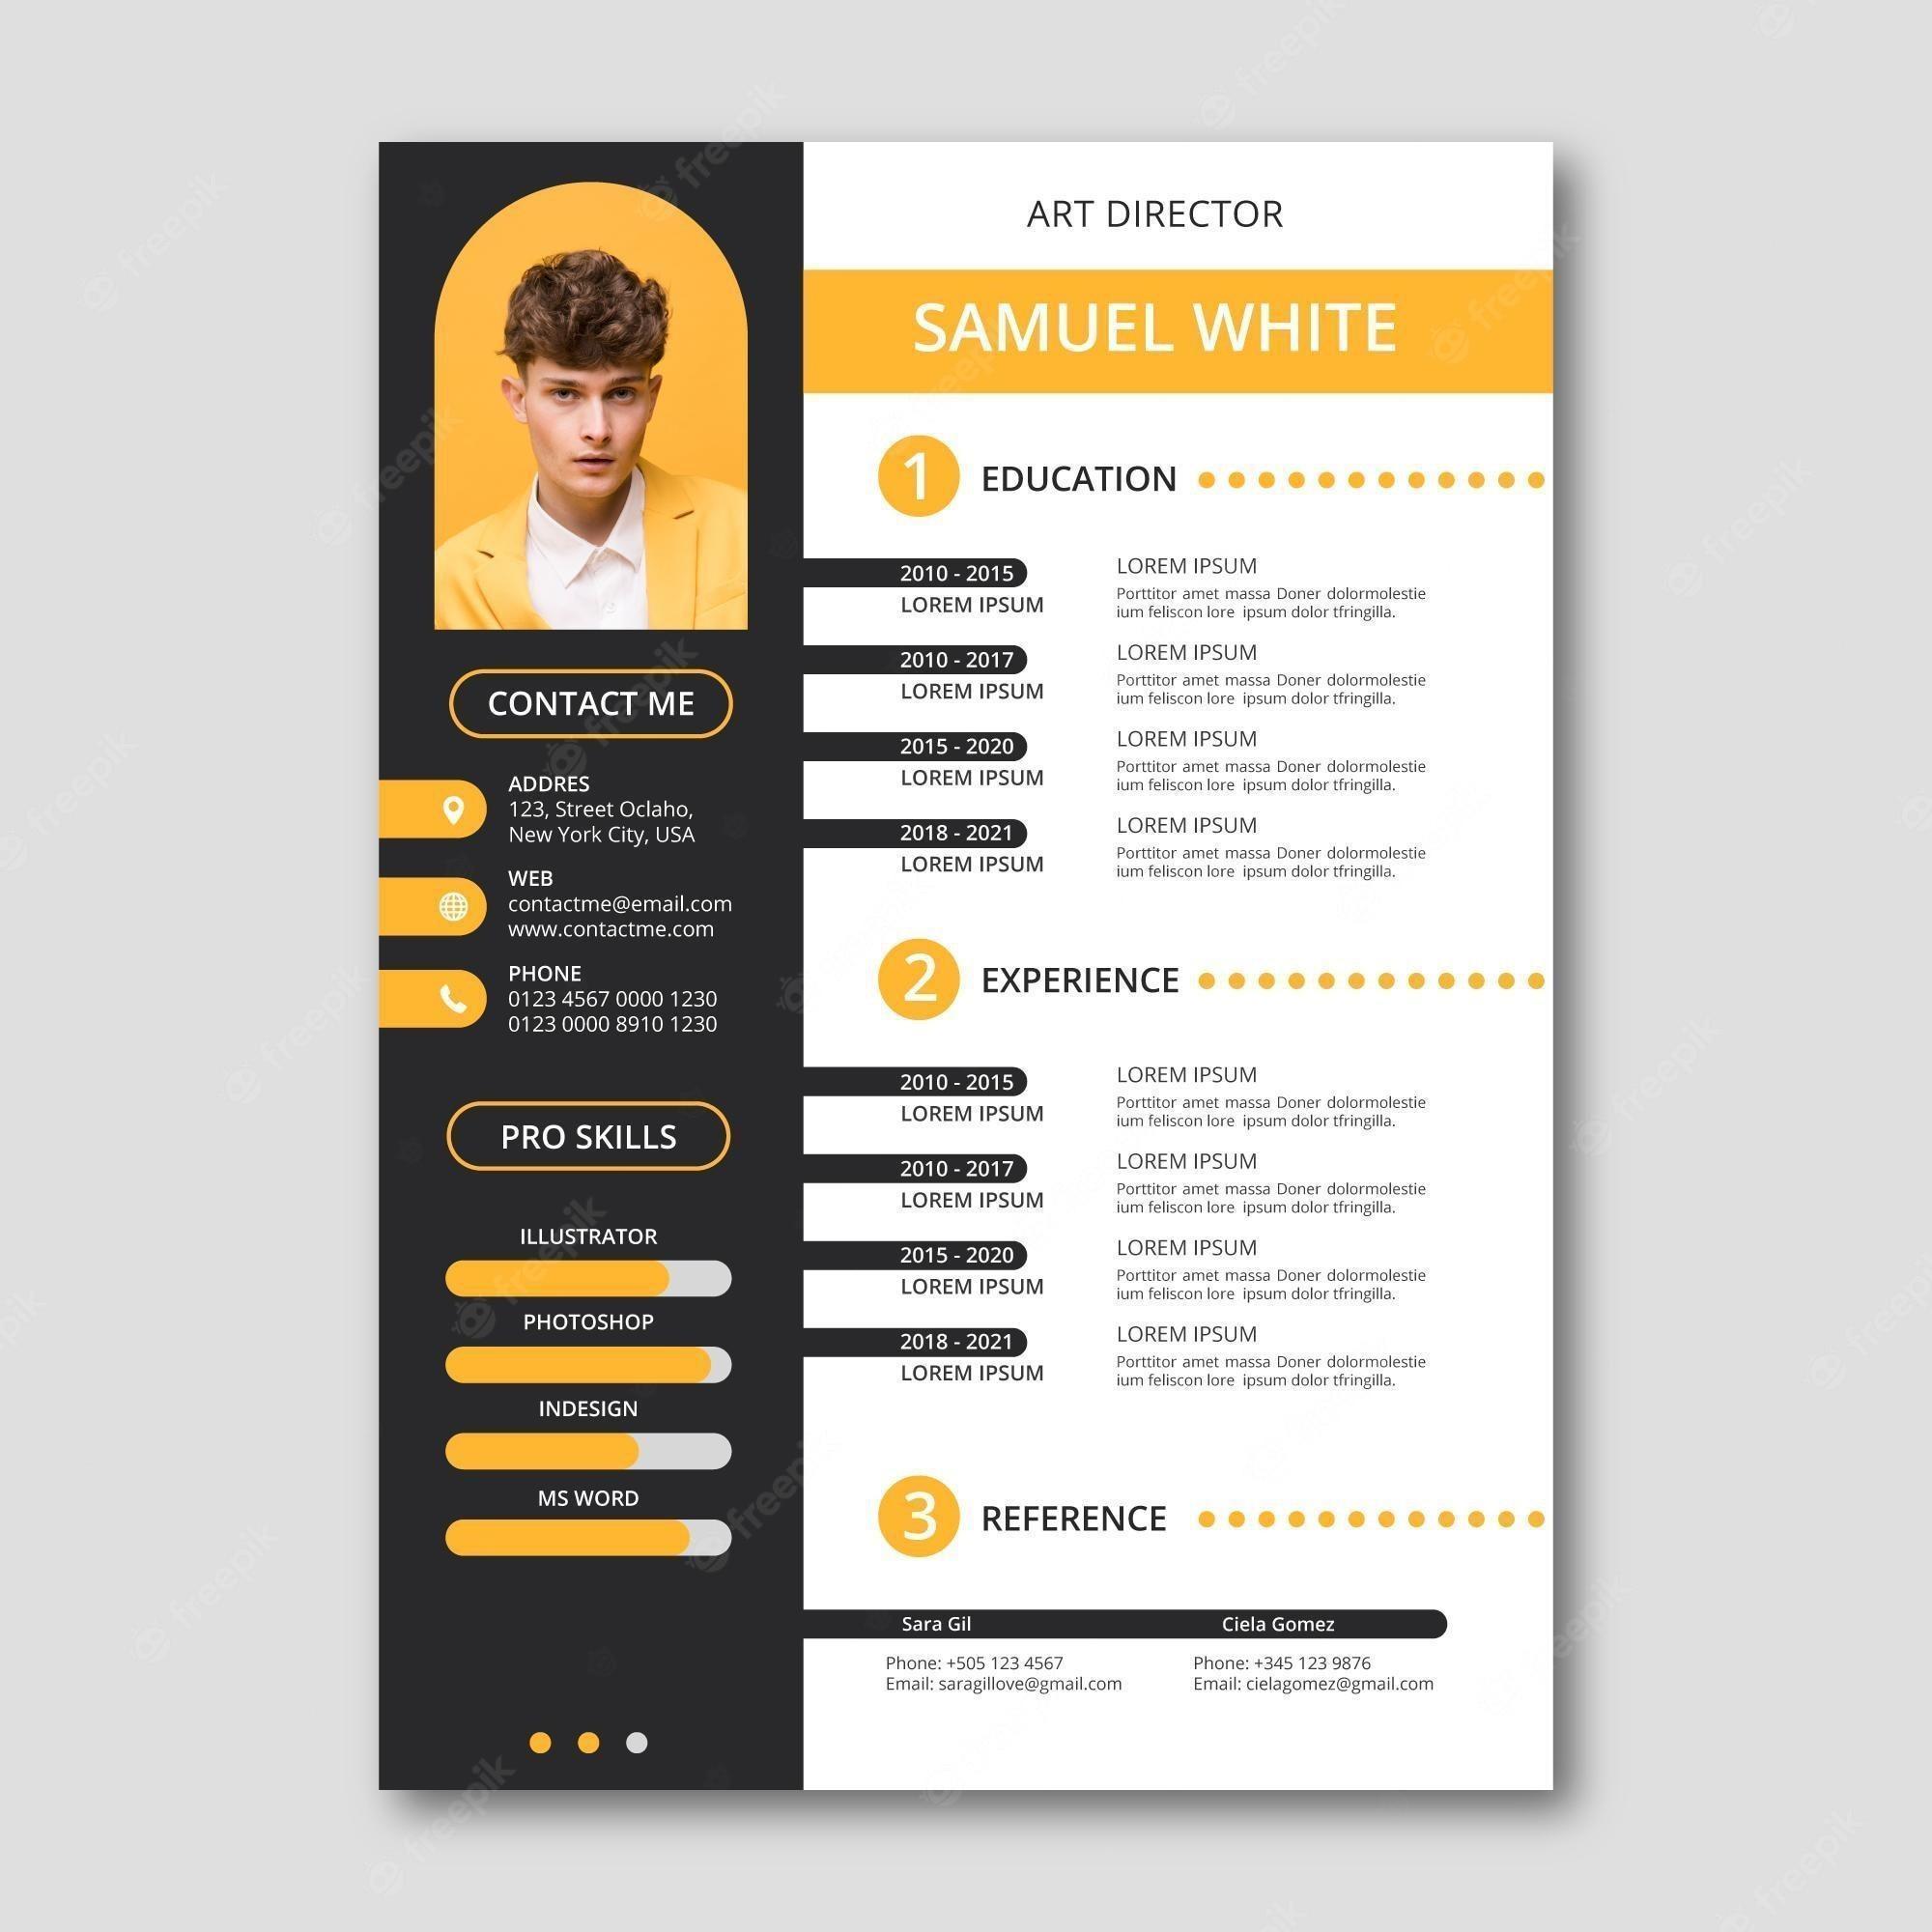 ART DIRECTOR
SAMUEL WHITE
CONTACT ME
ADDRES
123, Street Oclaho,
New York City, USA
WEB
contactme@email.com
www.contactme.com
PHONE
0123 4567 0000 1230
0123 0000 8910 1230
PRO SKILLS
ILLUSTRATOR
PHOTOSHOP
INDESIGN
MS WORD
1 EDUCATION
2010 - 2015
LOREM IPSUM
LOREM IPSUM
Porttitor amet massa Doner dolormolestie
ium feliscon lore ipsum dolor tfringilla.
2010 - 2017
LOREM IPSUM
LOREM IPSUM
Porttitor amet massa Doner dolormolestie
ium feliscon lore ipsum dolor tfringilla.
2015 - 2020
LOREM IPSUM
LOREM IPSUM
Porttitor amet massa Doner dolormolestie
ium feliscon lore ipsum dolor tfringilla.
2018 - 2021
LOREM IPSUM
LOREM IPSUM
Porttitor amet massa Doner dolormolestie
ium feliscon lore ipsum dolor tfringilla.
2 EXPERIENCE
2010 - 2015
LOREM IPSUM
LOREM IPSUM
Porttitor amet massa Doner dolormolestie
ium feliscon lore ipsum dolor tfringilla.
2010 - 2017
LOREM IPSUM
LOREM IPSUM
Porttitor amet massa Doner dolormolestie
ium feliscon lore ipsum dolor tfringilla.
2015 - 2020
LOREM IPSUM
LOREM IPSUM
Porttitor amet massa Doner dolormolestie
ium feliscon lore ipsum dolor tfringilla.
2018 - 2021
LOREM IPSUM
LOREM IPSUM
Porttitor amet massa Doner dolormolestie
ium feliscon lore ipsum dolor tfringilla.
3 REFERENCE
Sara Gil
Phone: +505 123 4567
Email: saragillove@gmail.com
Ciela Gomez
Phone: +345 123 9876
Email: cielagomez@gmail.com
freepik